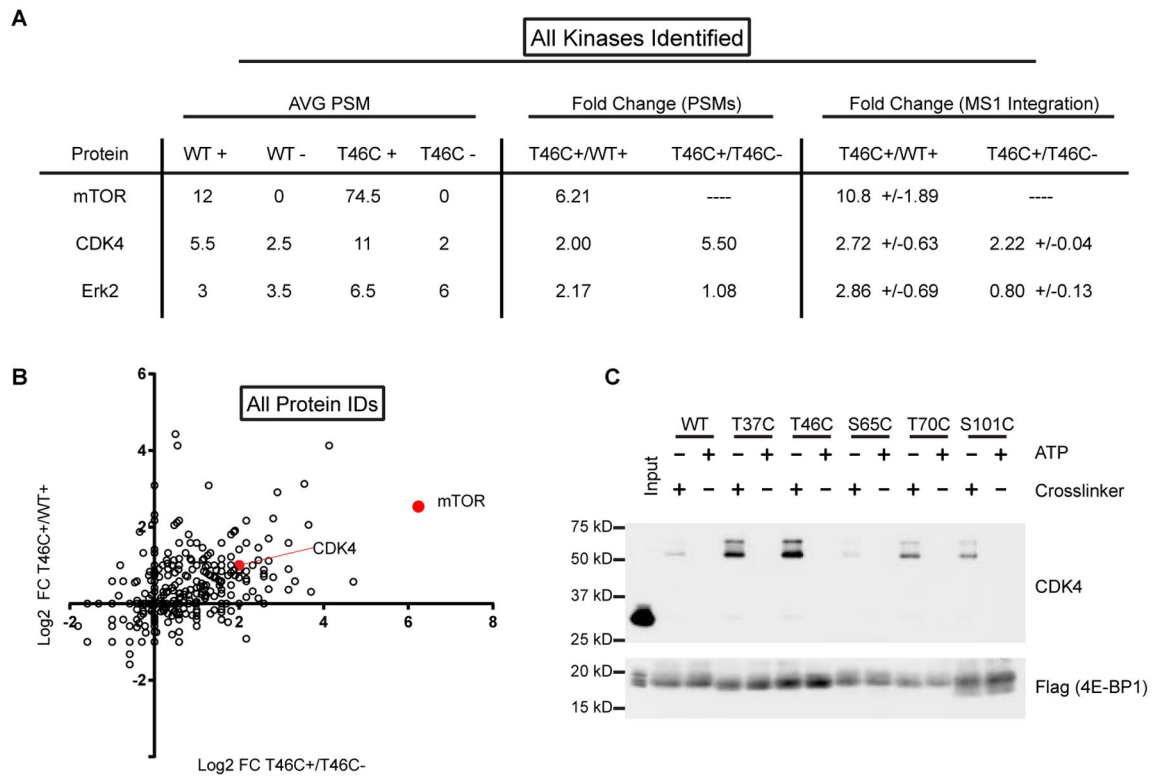 A
All Kinases Identified
AVG PSM Fold Change (PSMs) Fold Change (MS1 Integration)
Protein WT + WT - T46C + T46C - T46C+/WT+ T46C+/T46C- T46C+/WT+ T46C+/T46C-
mTOR 12 0 74.5 0 6.21 ---- 10.8 +/-1.89 ----
CDK4 5.5 2.5 11 2 2.00 5.50 2.72 +/-0.63 2.22 +/-0.04
Erk2 3 3.5 6.5 6 2.17 1.08 2.86 +/-0.69 0.80 +/-0.13
B
All Protein IDs
6
4
2
-2
-2 2 4 6 8
mTOR
CDK4
Log2 FC T46C+/WT+
Log2 FC T46C+/T46C-
C
WT T37C T46C S65C T70C S101C
- + - + - + - + - + - + ATP
+ - + - + - + - + - + - Crosslinker
Input
75 kD
50 kD
37 kD
25 kD
CDK4
20 kD
15 kD
Flag (4E-BP1)